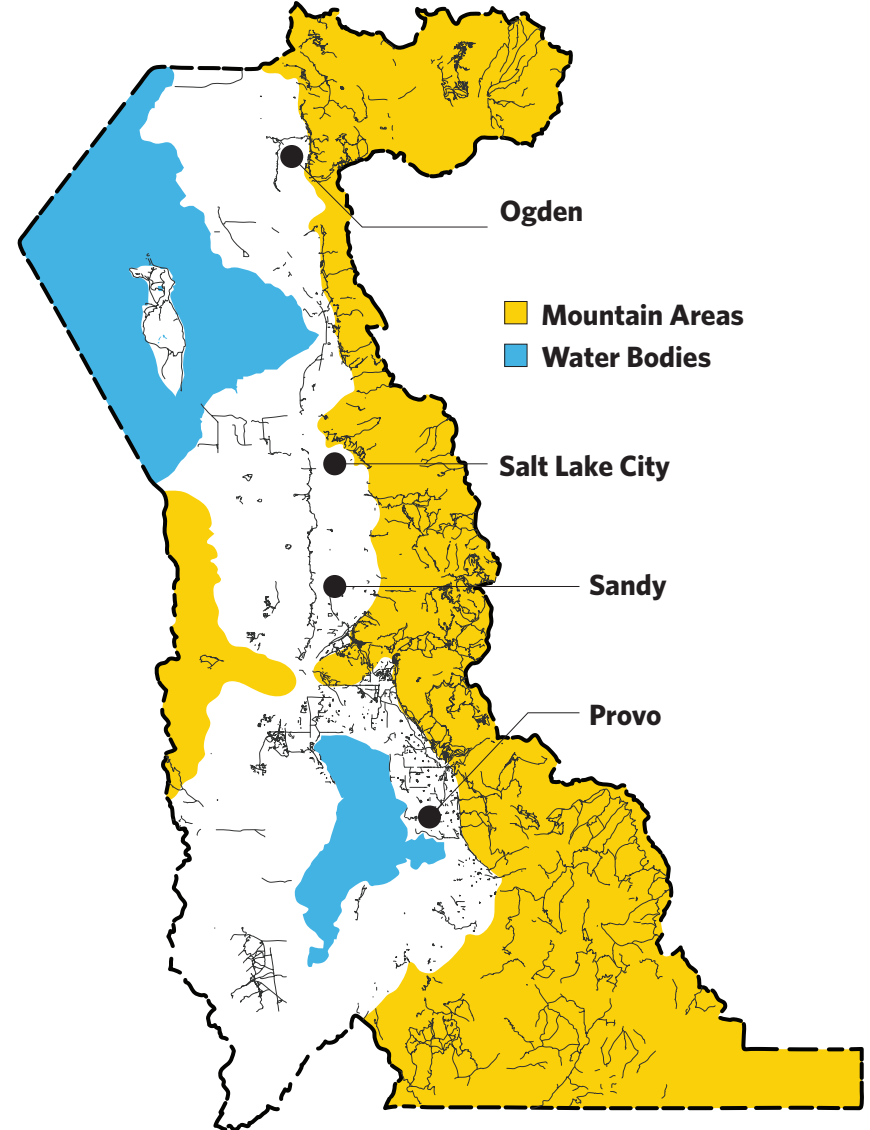 Ogden
Mountain Areas
Water Bodies
Salt Lake City
Sandy
Provo